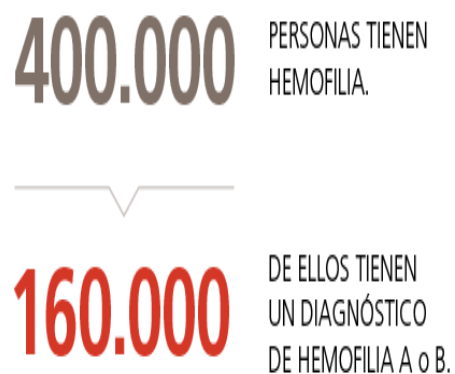 400.000
PERSONAS TIENEN
HEMOFILIA.
160.000
DE ELLOS TIENEN
UN DIAGNÓSTICO
DE HEMOFILIA A o B.